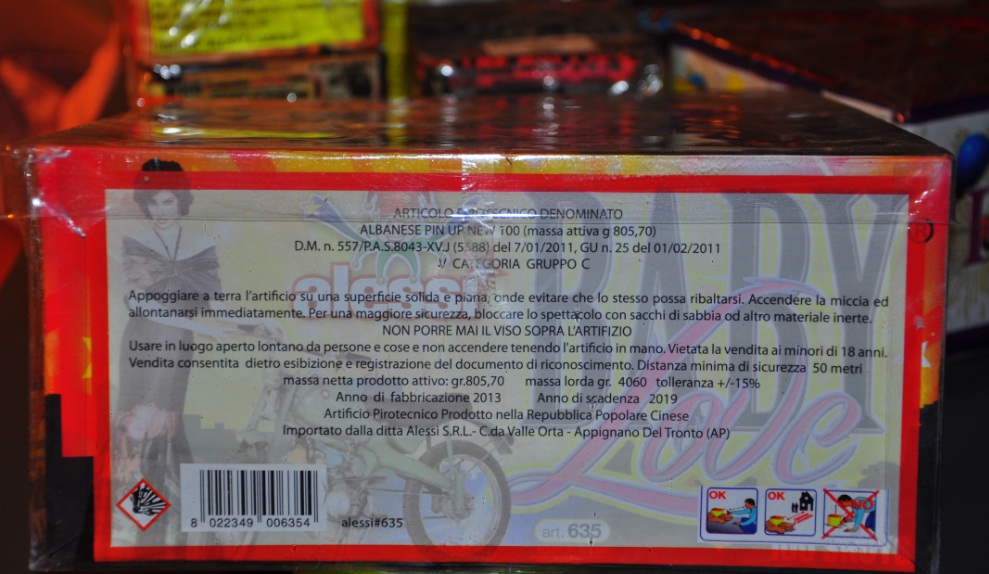 ARTICOLO PIROTECNICO DENOMINATO
ALBANESE PIN UP NEW 100 (massa attiva g 805,70)
D.M. n. 557/P.A.S.8043-XV.J (5588) del 7/01/2011, GU n. 25 del 01/02/2011
V CATEGORIA GRUPPO C
alessi
BABY
Love
®
Appoggiare a terra l'artificio su una superficie solida e piana, onde evitare che lo stesso possa ribaltarsi. Accendere la miccia ed
allontanarsi immediatamente. Per una maggiore sicurezza, bloccare lo spettacolo con sacchi di sabbia od altro materiale inerte.
NON PORRE MAI IL VISO SOPRA L'ARTIFIZIO
Usare in luogo aperto lontano da persone e cose e non accendere tenendo l'artificio in mano. Vietata la vendita ai minori di 18 anni.
Vendita consentita dietro esibizione e registrazione del documento di riconoscimento. Distanza minima di sicurezza 50 metri
massa netta prodotto attivo: gr.805,70 massa lorda gr. 4060 tolleranza +/-15%
Anno di fabbricazione 2013 Anno di scadenza 2019
Artificio Pirotecnico Prodotto nella Repubblica Popolare Cinese
Importato dalla ditta Alessi S.R.L.- C.da Valle Orta - Appignano Del Tronto (AP)
8 022349 006354
alessi#635
art. 635
OK
OK
NO